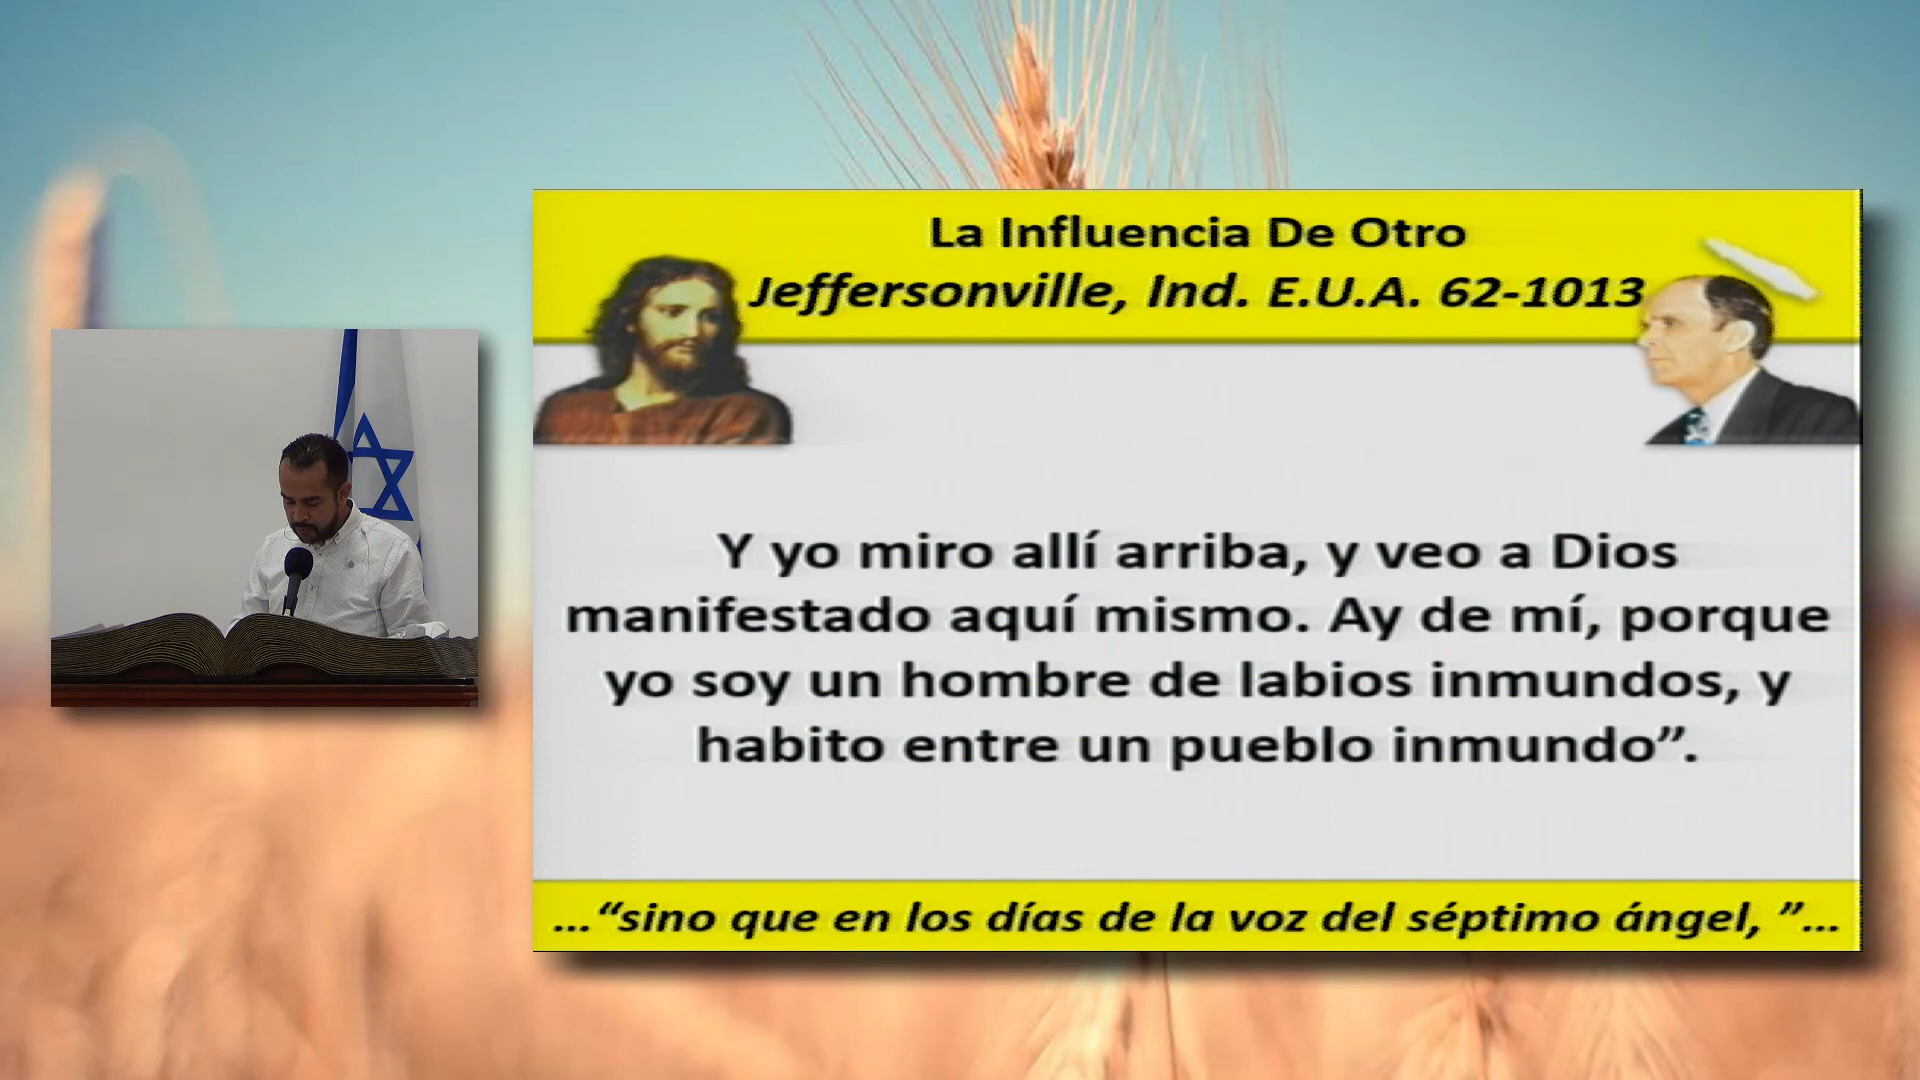 La Influencia De Otro
Jeffersonville, Ind. E.U.A. 62-1013
Y yo miro allí arriba, y veo a Dios
manifestado aquí mismo. Ay de mí, porque
yo soy un hombre de labios inmundos, y
habito entre un pueblo inmundo”.
...“sino que en los días de la voz del séptimo ángel, ”...